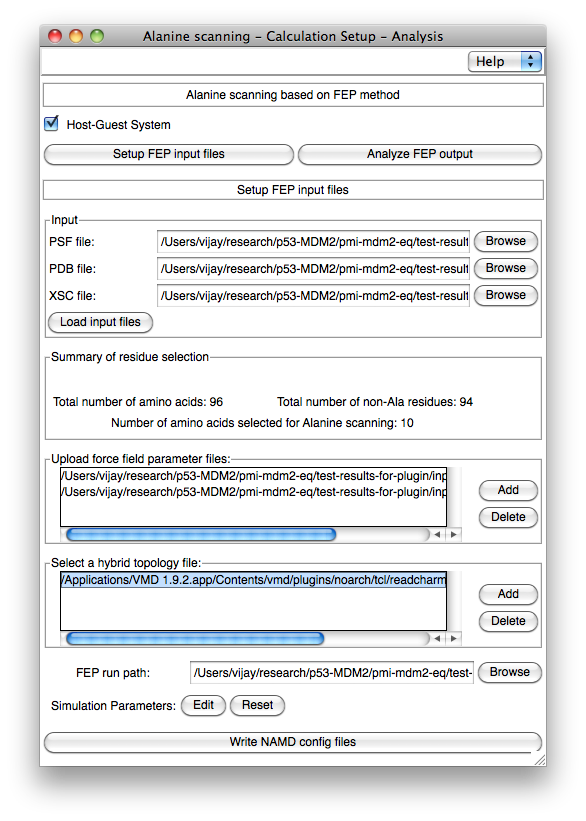 Alanine scanning - Calculation Setup - Analysis
Help
Alanine scanning based on FEP method
Host-Guest System
Setup FEP input files Analyze FEP output
Setup FEP input files
Input
PSF file: /Users/vijay/research/p53-MDM2/pmi-mdm2-eq/test-result Browse
PDB file: /Users/vijay/research/p53-MDM2/pmi-mdm2-eq/test-result Browse
XSC file: /Users/vijay/research/p53-MDM2/pmi-mdm2-eq/test-result Browse
Load input files
Summary of residue selection
Total number of amino acids: 96 Total number of non-Ala residues: 94
Number of amino acids selected for Alanine scanning: 10
Upload force field parameter files:
/Users/vijay/research/p53-MDM2/pmi-mdm2-eq/test-results-for-plugin/inp
/Users/vijay/research/p53-MDM2/pmi-mdm2-eq/test-results-for-plugin/inp
Add
Delete
Select a hybrid topology file:
/Applications/VMD 1.9.2.app/Contents/vmd/plugins/noarch/tcl/readcharm
Add
Delete
FEP run path: /Users/vijay/research/p53-MDM2/pmi-mdm2-eq/test- Browse
Simulation Parameters: Edit Reset
Write NAMD config files